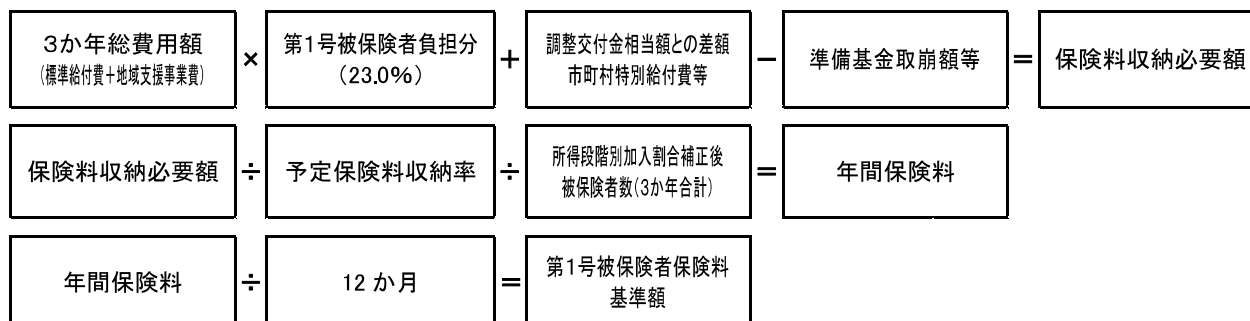 3か年総費用額
(標準給付費＋地域支援事業費)
×
第1号被保険者負担分
(23.0%)
＋
調整交付金相当額との差額
市町村特別給付費等
－
準備基金取崩額等
＝
保険料収納必要額
保険料収納必要額
÷
予定保険料収納率
÷
所得段階別加入割合補正後
被保険者数(3か年合計)
＝
年間保険料
年間保険料
÷
12 か月
＝
第1号被保険者保険料
基準額